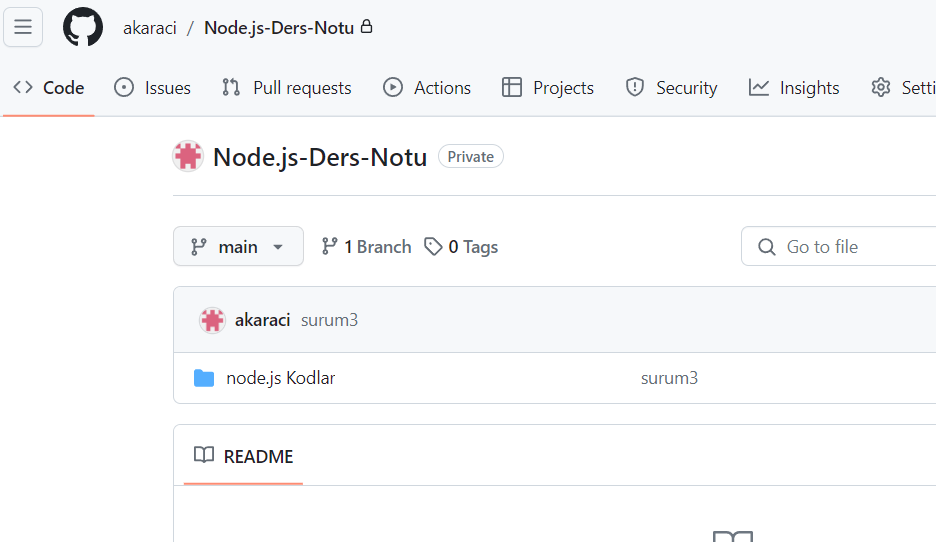 akaraci / Node.js-Ders-Notu
Code Issues Pull requests Actions Projects Security Insights Setti
Node.js-Ders-Notu Private
main 1 Branch 0 Tags Go to file
akaraci surum3
node.js Kodlar surum3
README